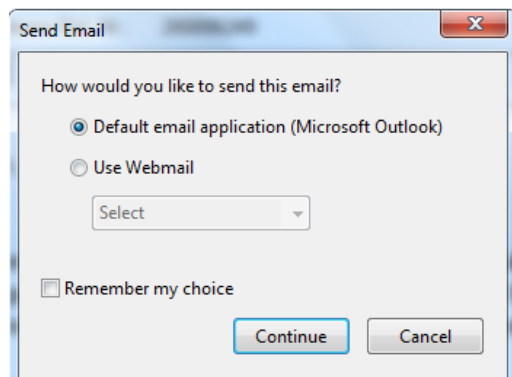 Send Email
How would you like to send this email?
Default email application (Microsoft Outlook)
Use Webmail
Select
Remember my choice
Continue Cancel